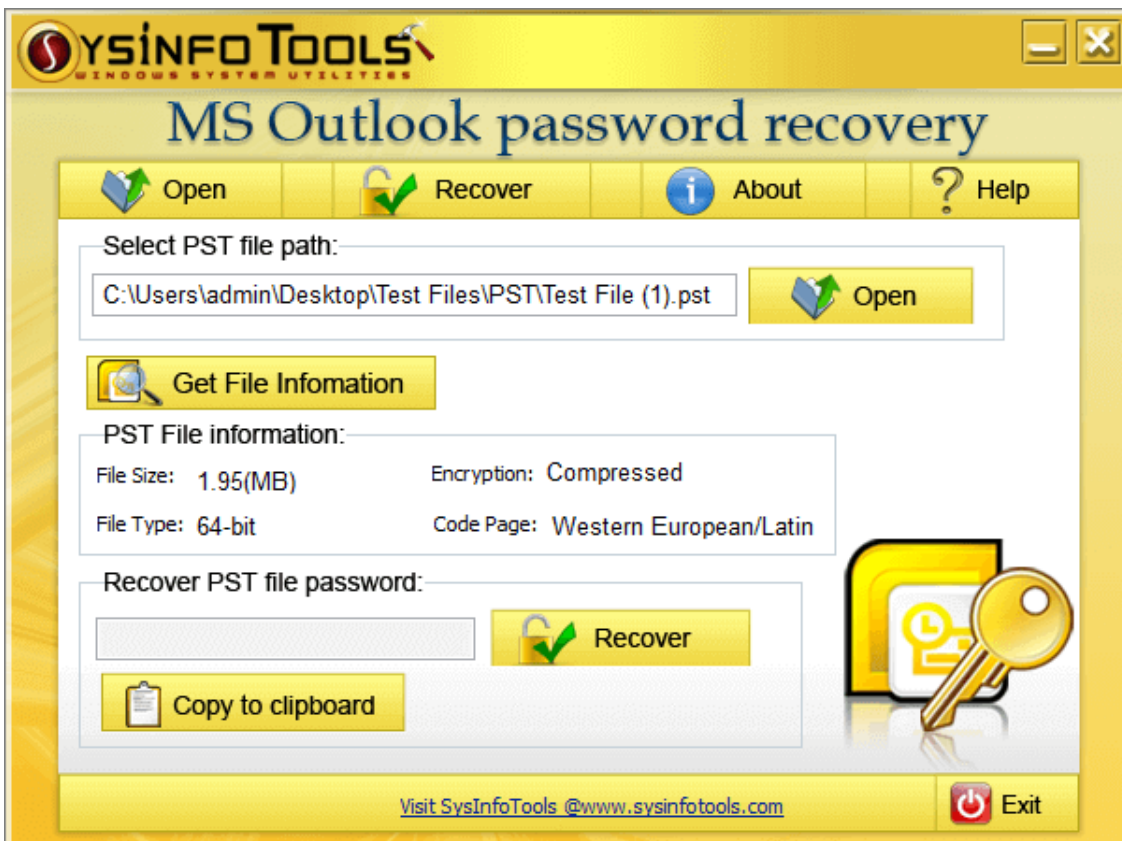 SYSINFOTOOLS
WINDOWS SYSTEM UTILITIES
MS Outlook password recovery
Open Recover About Help
Select PST file path:
C:\Users\admin\Desktop\Test Files\PST\Test File (1).pst Open
Get File Infomation
PST File information:
File Size: 1.95(MB) Encryption: Compressed
File Type: 64-bit Code Page: Western European/Latin
Recover PST file password:
Recover
Copy to clipboard
Visit SysInfoTools @www.sysinfotools.com Exit